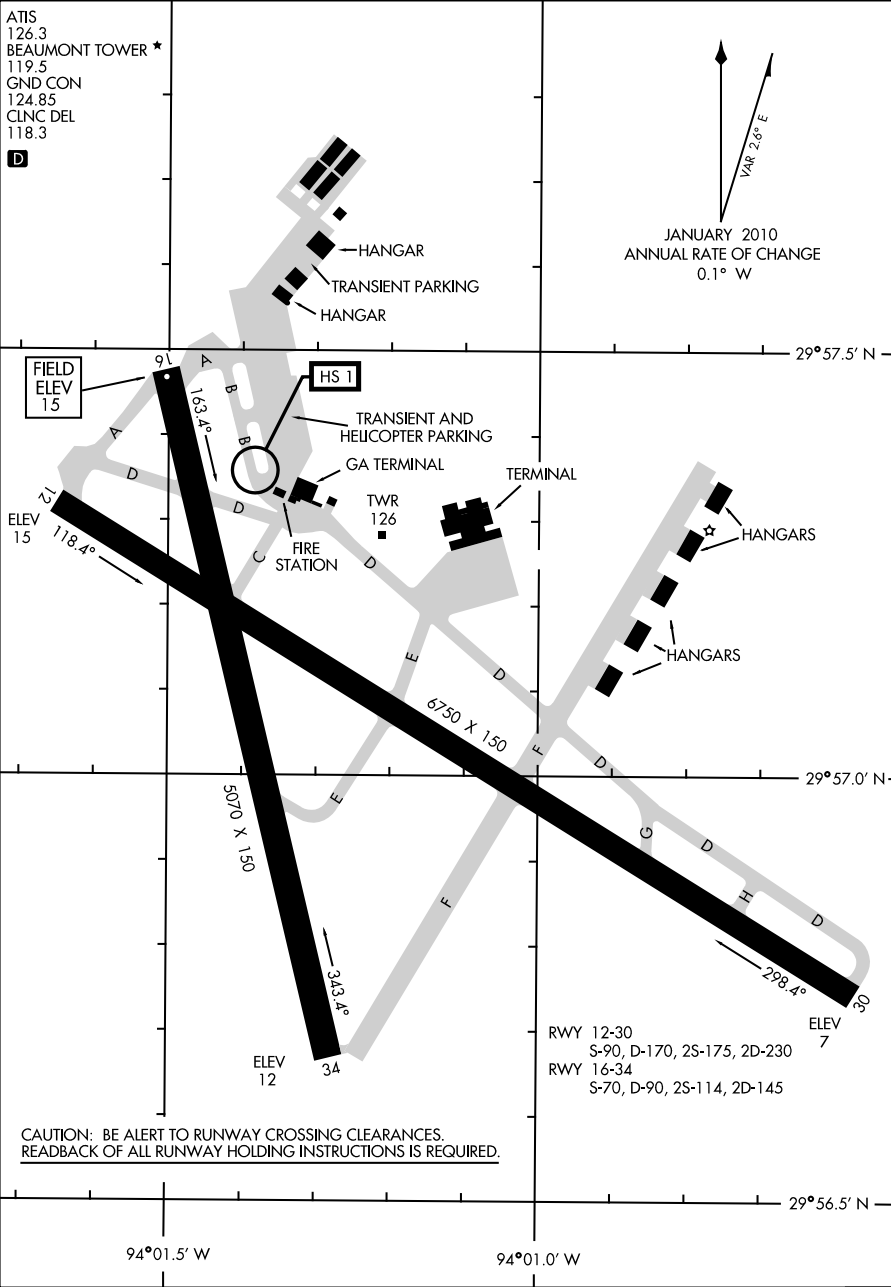 ATIS
126.3
BEAUMONT TOWER ★
119.5
GND CON
124.85
CLNC DEL
118.3
D
VAR 2.6° E
JANUARY 2010
ANNUAL RATE OF CHANGE
0.1° W
HANGAR
TRANSIENT PARKING
HANGAR
29°57.5' N
FIELD
ELEV
15
16
A
B
B
HS 1
163.4°
TRANSIENT AND
HELICOPTER PARKING
GA TERMINAL
TERMINAL
A
D
D
12
ELEV
15
118.4°
C
FIRE
STATION
TWR
126
D
HANGARS
HANGARS
E
D
6750 X 150
F
D
29°57.0' N
5070 X 150
E
G
D
H
D
F
343.4°
298.4°
30
ELEV
7
ELEV
12
34
RWY 12-30
S-90, D-170, 2S-175, 2D-230
RWY 16-34
S-70, D-90, 2S-114, 2D-145
CAUTION: BE ALERT TO RUNWAY CROSSING CLEARANCES.
READBACK OF ALL RUNWAY HOLDING INSTRUCTIONS IS REQUIRED.
29°56.5' N
94°01.5' W
94°01.0' W